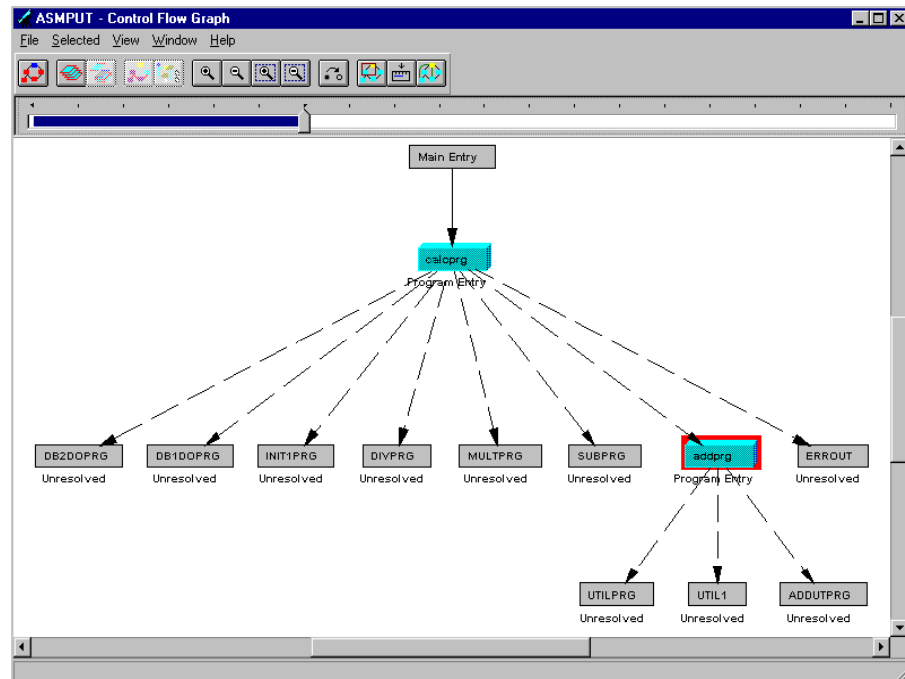 ASMPUT - Control Flow Graph
File Selected View Window Help
Main Entry
calcprg
Program Entry
DB2DOPRG DB1DOPRG INIT1PRG DIVPRG MULTPRG SUBPRG addprg ERROUT
Unresolved Unresolved Unresolved Unresolved Unresolved Unresolved Program Entry Unresolved
UTILPRG UTIL1 ADDUTPRG
Unresolved Unresolved Unresolved